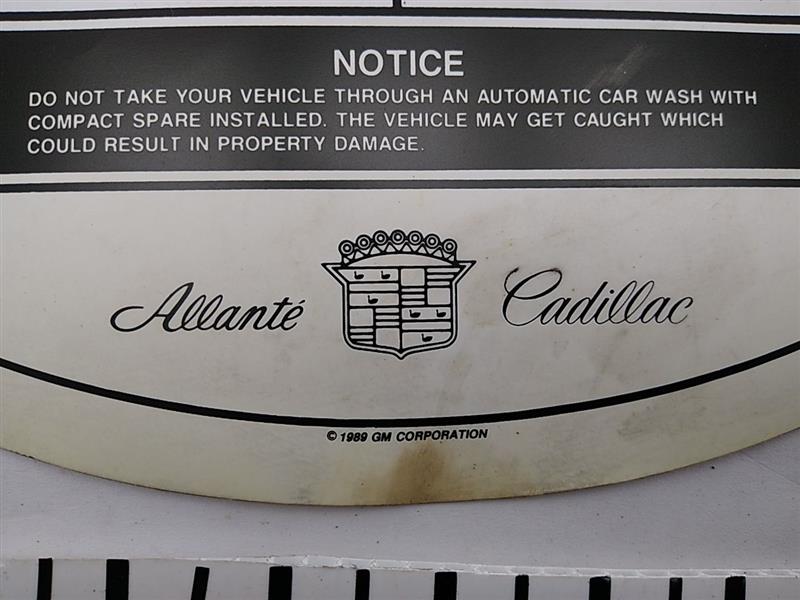 NOTICE
DO NOT TAKE YOUR VEHICLE THROUGH AN AUTOMATIC CAR WASH WITH
COMPACT SPARE INSTALLED. THE VEHICLE MAY GET CAUGHT WHICH
COULD RESULT IN PROPERTY DAMAGE.
Allanté Cadillac
© 1989 GM CORPORATION